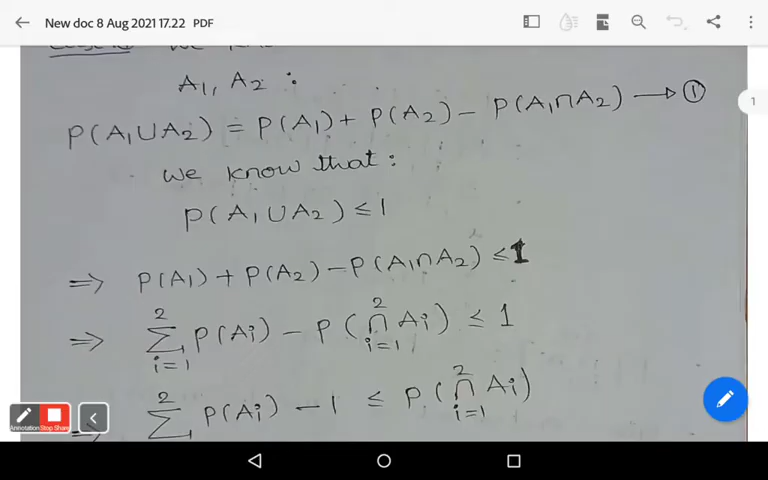 New doc 8 Aug 2021 17.22 PDF
A1, A2 :
P(A1∪A2) = P(A1) + P(A2) − P(A1∩A2) → ①
1
we know that:
P(A1∪A2) ≤ 1
⇒ P(A1) + P(A2) − P(A1∩A2) ≤ 1
⇒ ∑_{i=1}^{2} P(Ai) − P(∩_{i=1}^{2} Ai) ≤ 1
⇒ ∑^{2} P(Ai) − 1 ≤ P(∩_{i=1}^{2} Ai)
Annotation Stop Share